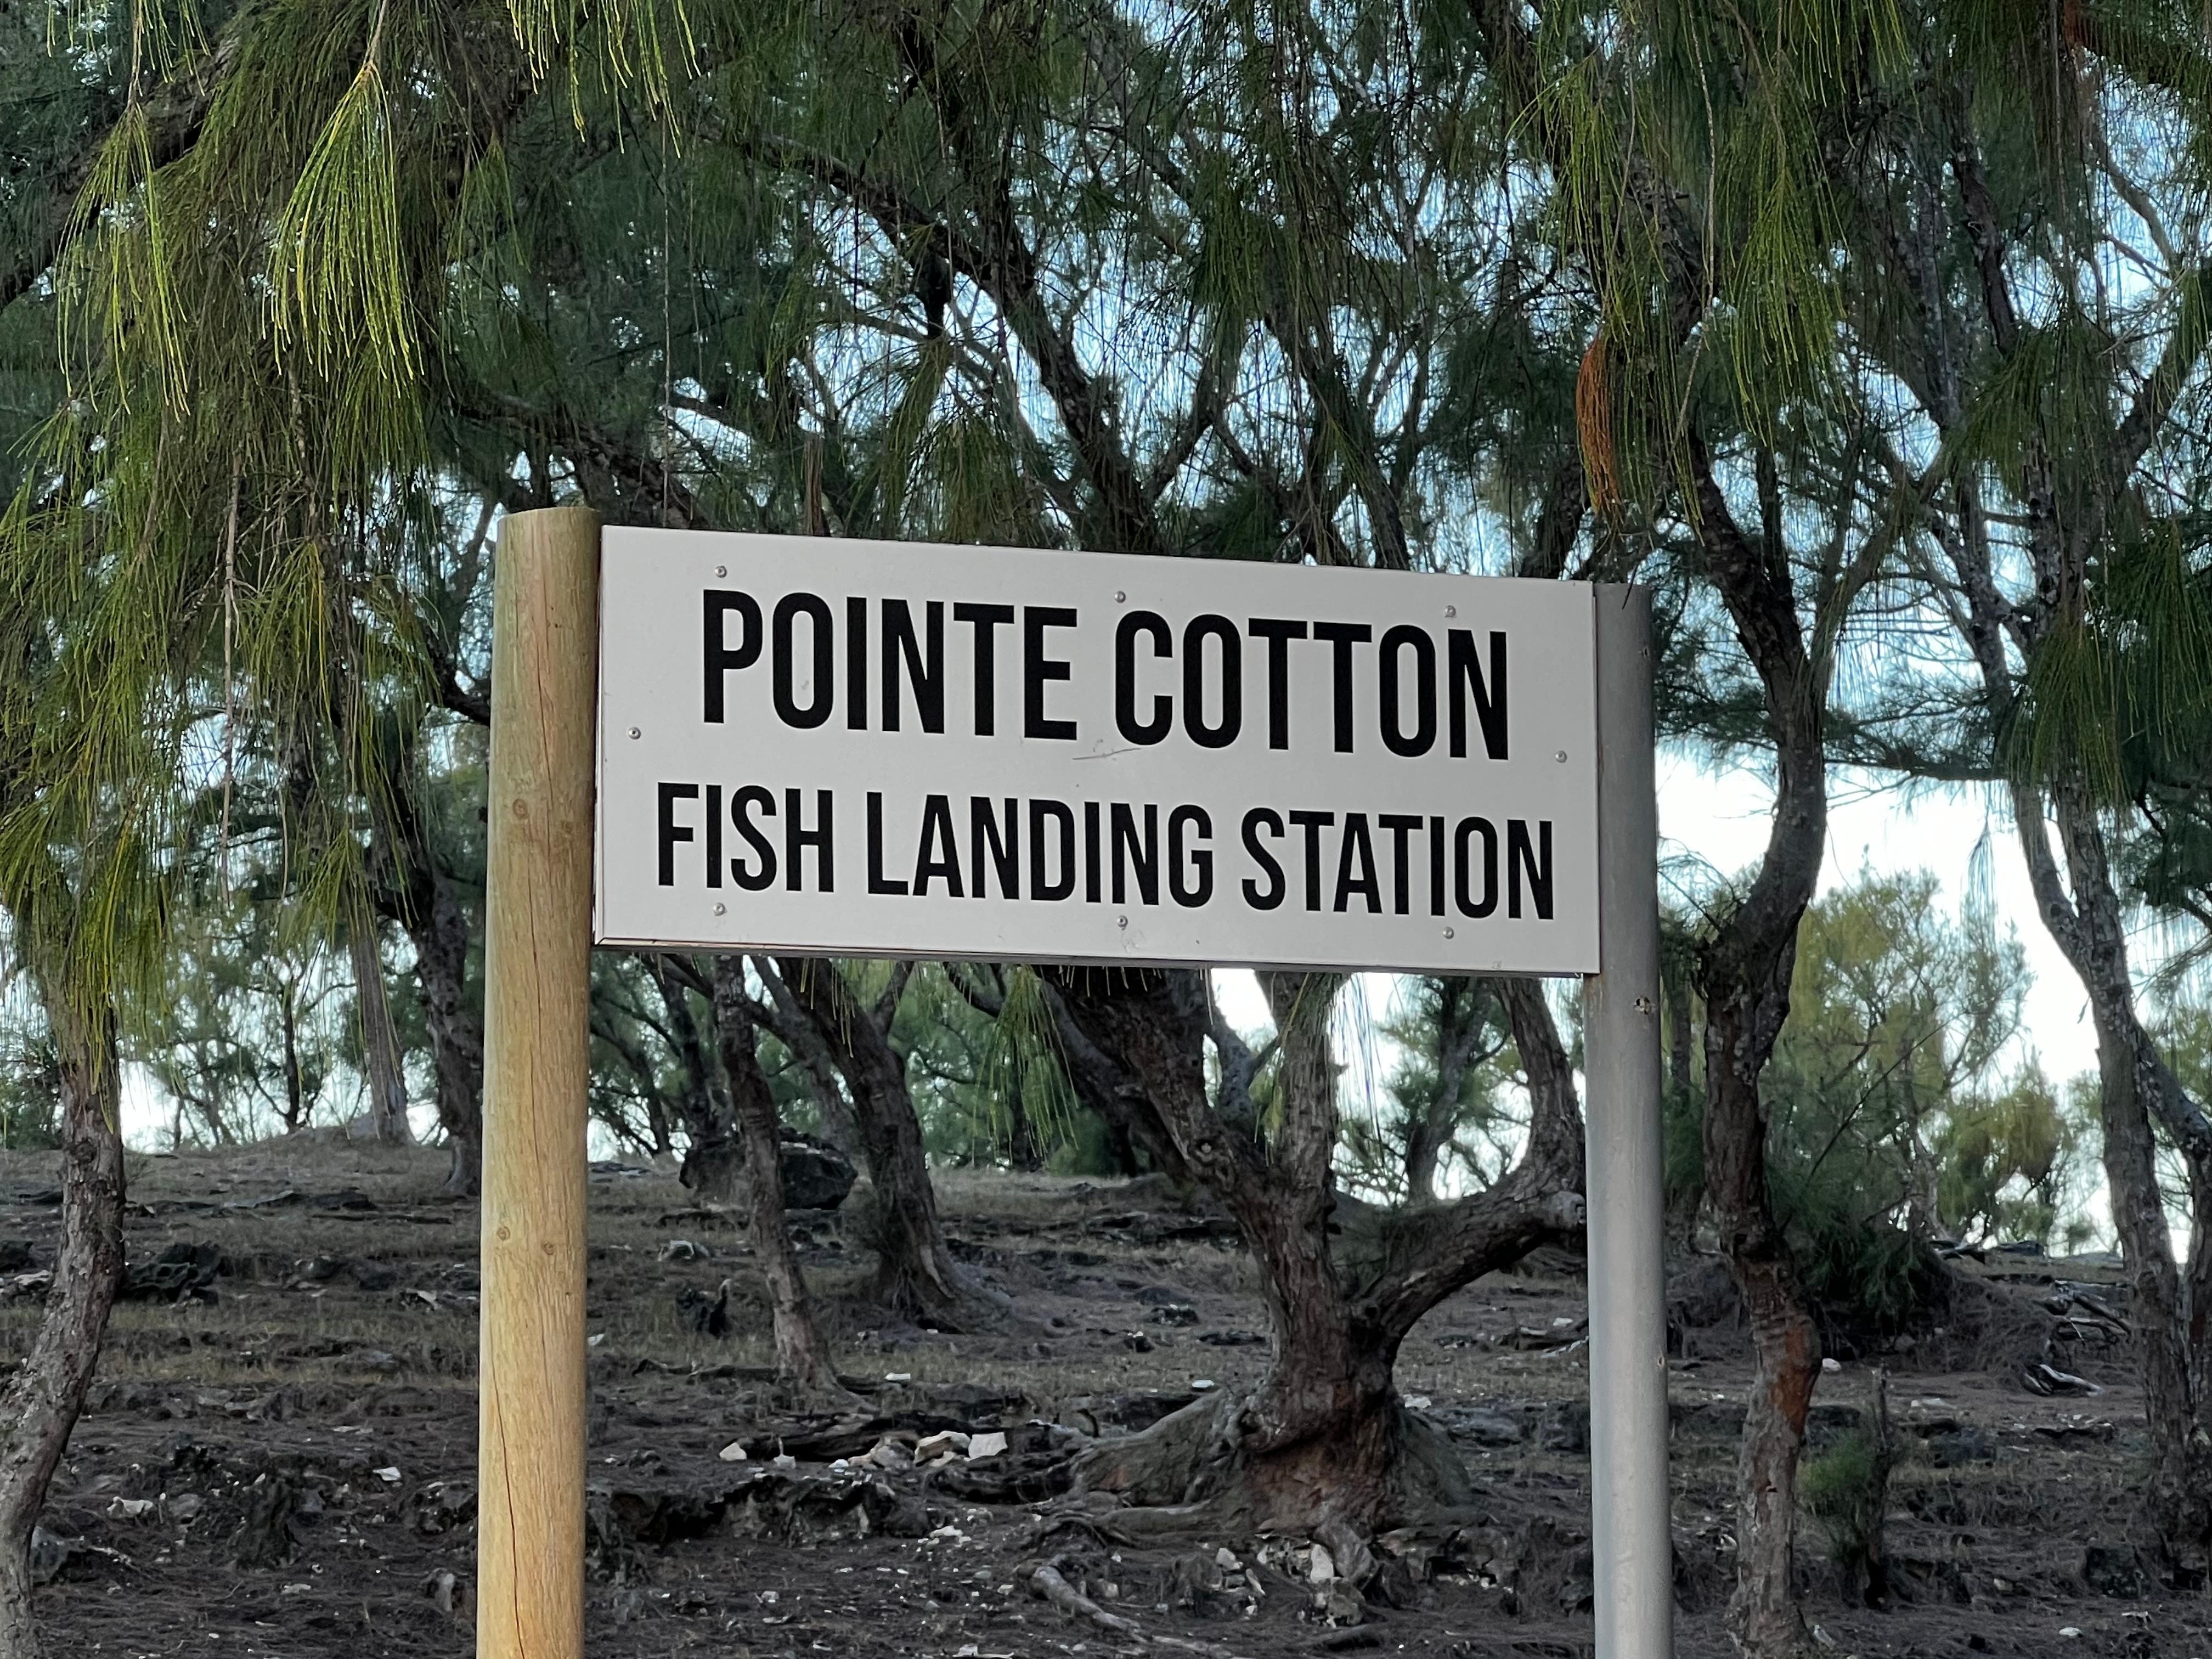 POINTE COTTON
FISH LANDING STATION